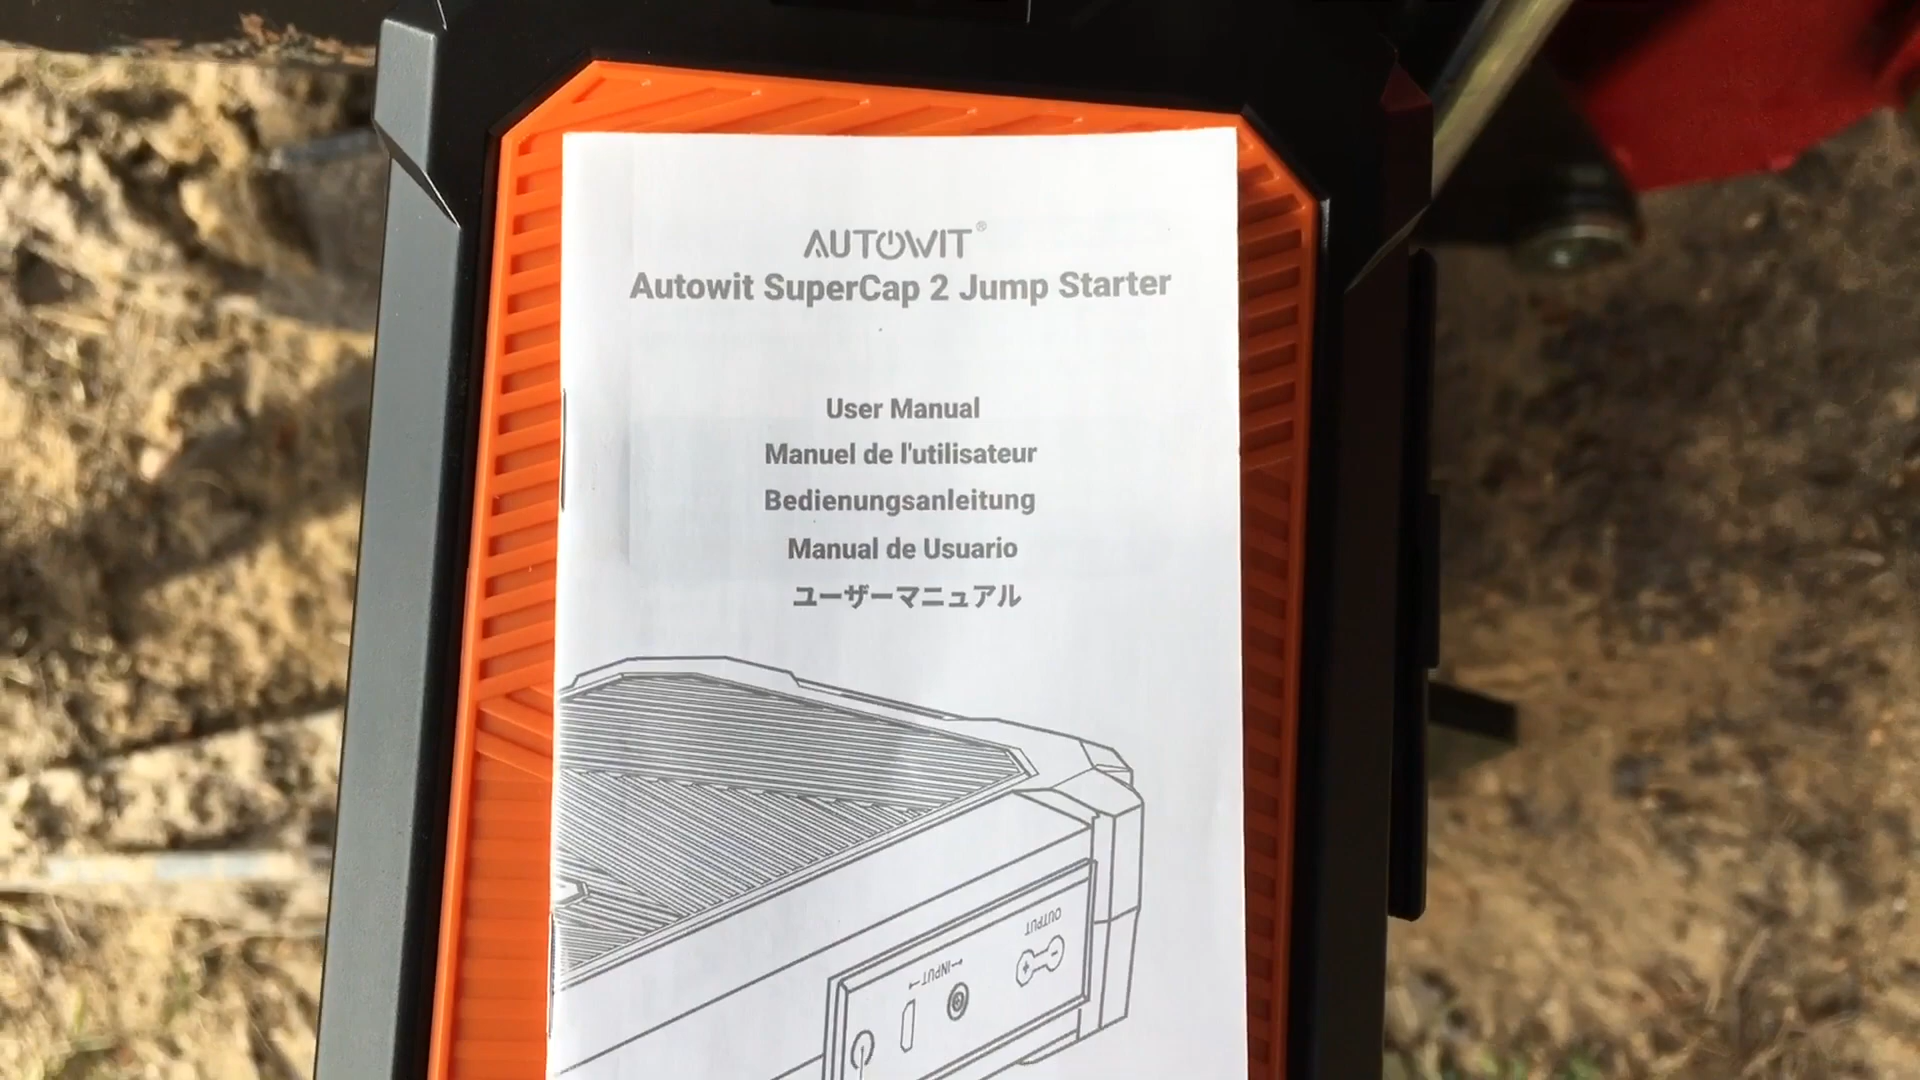 AUTOWIT®
Autowit SuperCap 2 Jump Starter
User Manual
Manuel de l'utilisateur
Bedienungsanleitung
Manual de Usuario
ユーザーマニュアル
OUTPUT
INPUT